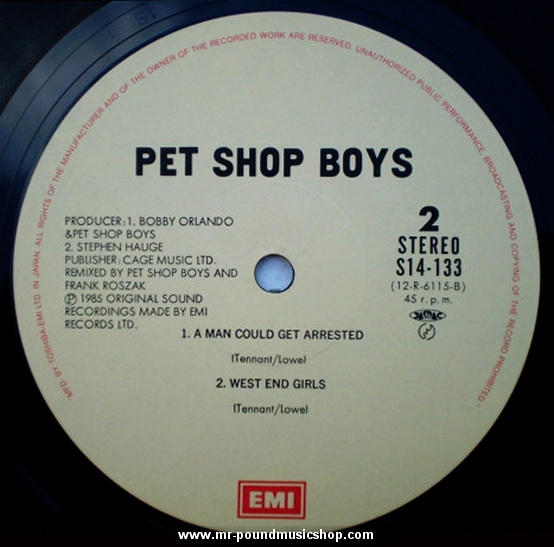 MFD. BY TOSHIBA-EMI LTD. IN JAPAN. ALL RIGHTS OF THE MANUFACTURER AND OF THE OWNER OF THE RECORDED WORK ARE RESERVED. UNAUTHORIZED PUBLIC PERFORMANCE, BROADCASTING AND COPYING OF THE RECORD PROHIBITED.
PET SHOP BOYS
PRODUCER: 1. BOBBY ORLANDO
&PET SHOP BOYS
2. STEPHEN HAUGE
PUBLISHER: CAGE MUSIC LTD.
REMIXED BY PET SHOP BOYS AND
FRANK ROSZAK
Ⓟ 1985 ORIGINAL SOUND
RECORDINGS MADE BY EMI
RECORDS LTD.
2
STEREO
S14-133
(12-R-6115-B)
45 r.p.m.
1. A MAN COULD GET ARRESTED
(Tennant/Lowe)
2. WEST END GIRLS
(Tennant/Lowe)
EMI
www.mr-poundmusicshop.com